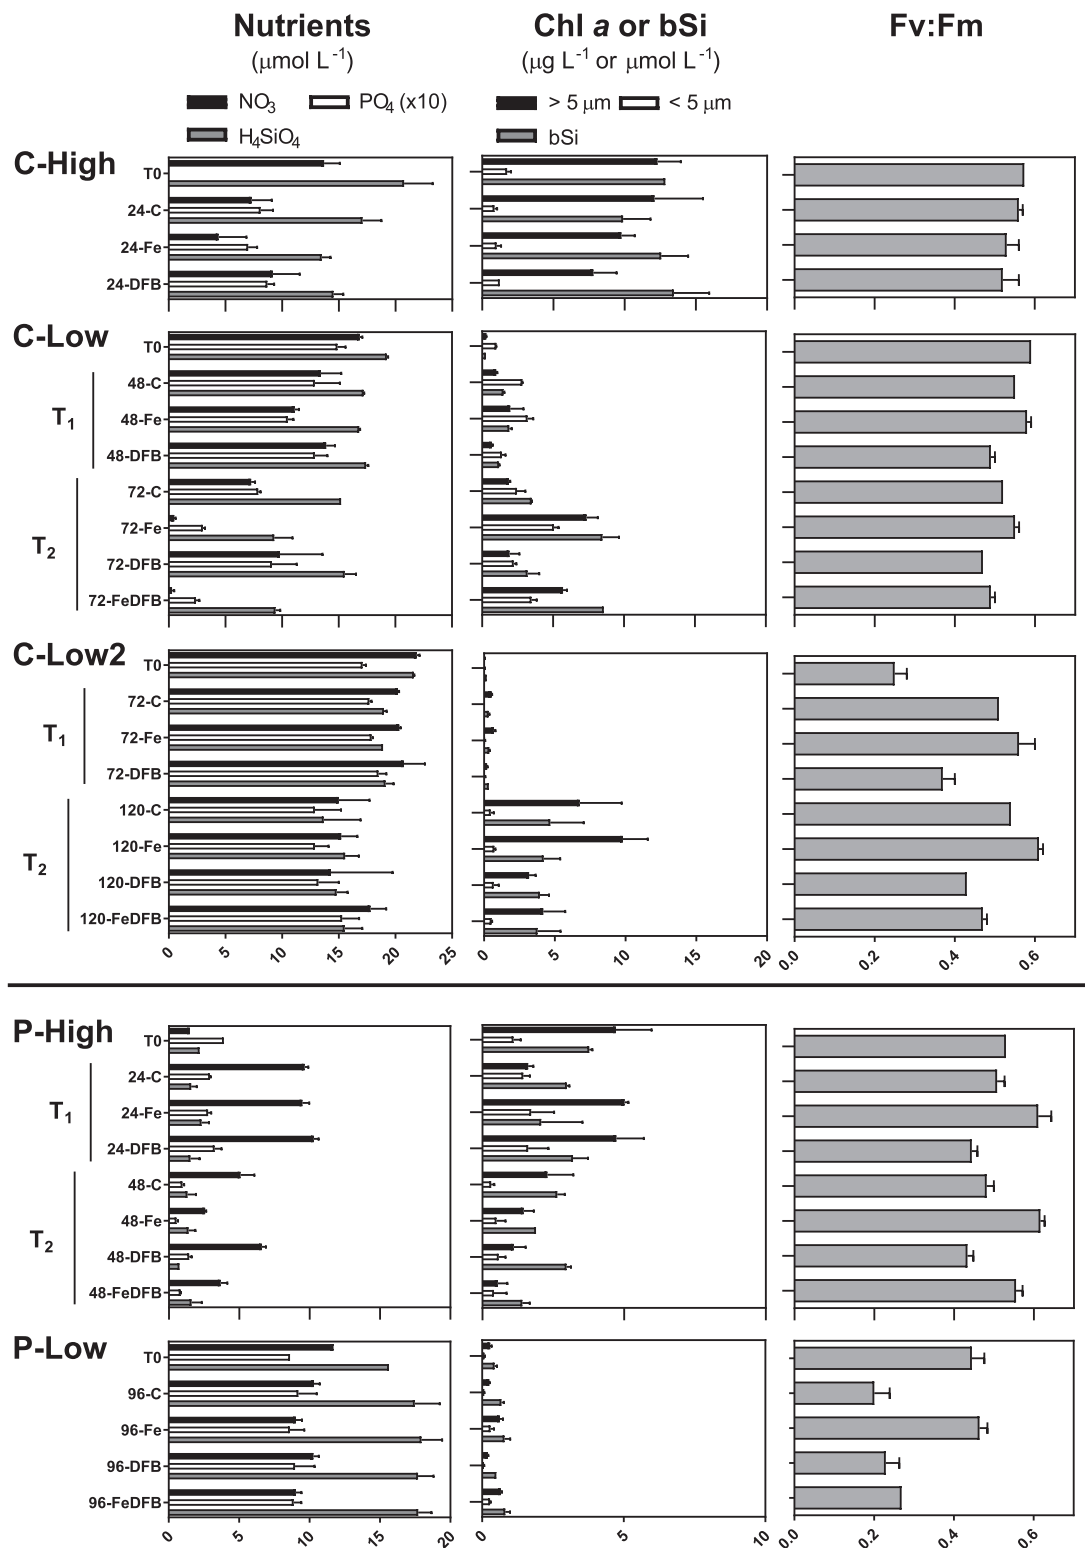 Nutrients Chl a or bSi Fv:Fm
(μmol L⁻¹) (μg L⁻¹ or μmol L⁻¹)
NO₃ PO₄ (x10) > 5 μm < 5 μm
H₄SiO₄ bSi
C-High
T0
24-C
24-Fe
24-DFB
C-Low
T0
T₁
48-C
48-Fe
48-DFB
T₂
72-C
72-Fe
72-DFB
72-FeDFB
C-Low2
T0
T₁
72-C
72-Fe
72-DFB
T₂
120-C
120-Fe
120-DFB
120-FeDFB
0 5 10 15 20 25 0 5 10 15 20 0.0 0.2 0.4 0.6
P-High
T0
T₁
24-C
24-Fe
24-DFB
T₂
48-C
48-Fe
48-DFB
48-FeDFB
P-Low
T0
96-C
96-Fe
96-DFB
96-FeDFB
0 5 10 15 20 0 5 10 0.0 0.2 0.4 0.6